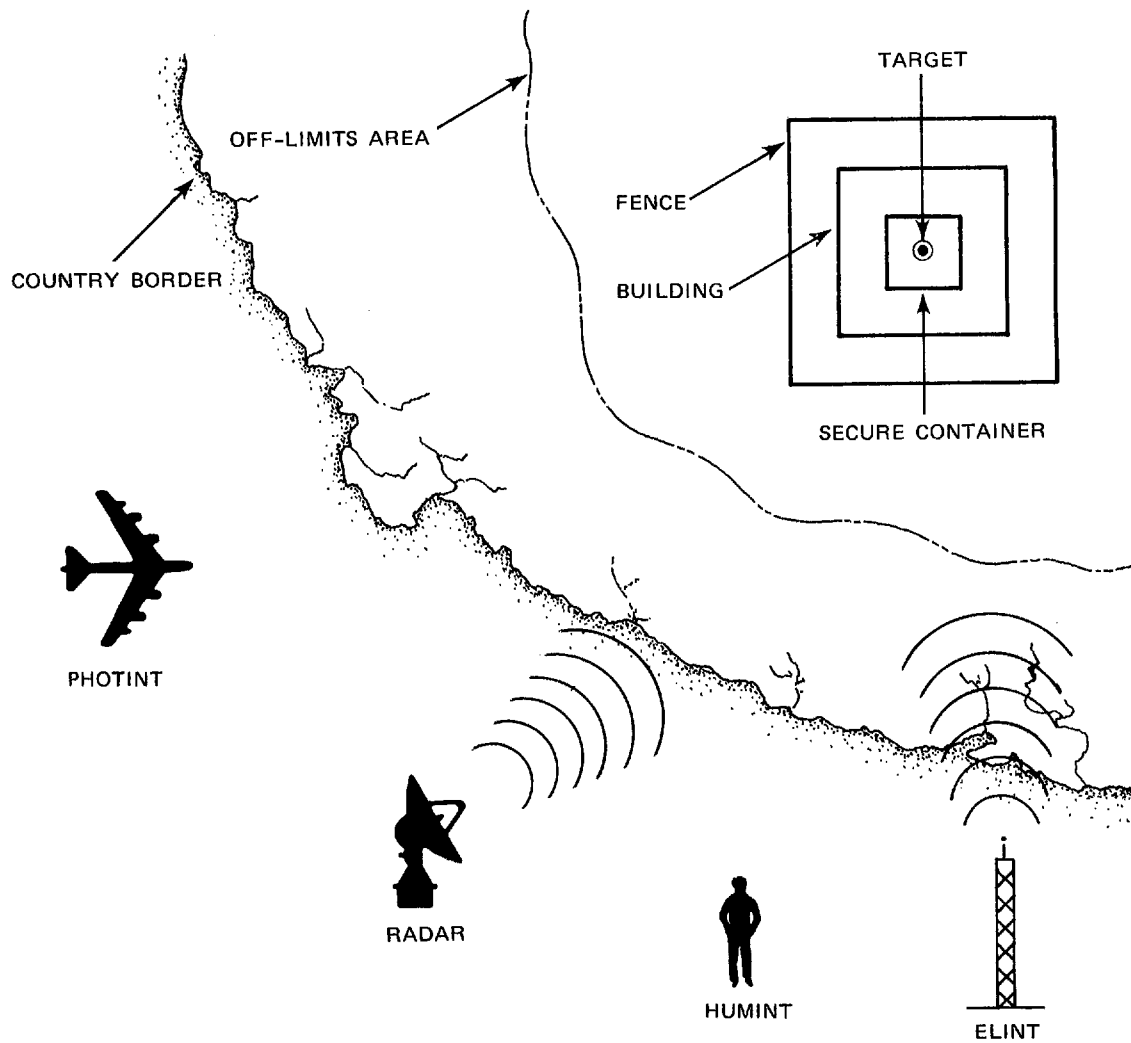 TARGET
OFF-LIMITS AREA
FENCE
COUNTRY BORDER
BUILDING
SECURE CONTAINER
PHOTINT
RADAR
HUMINT
ELINT